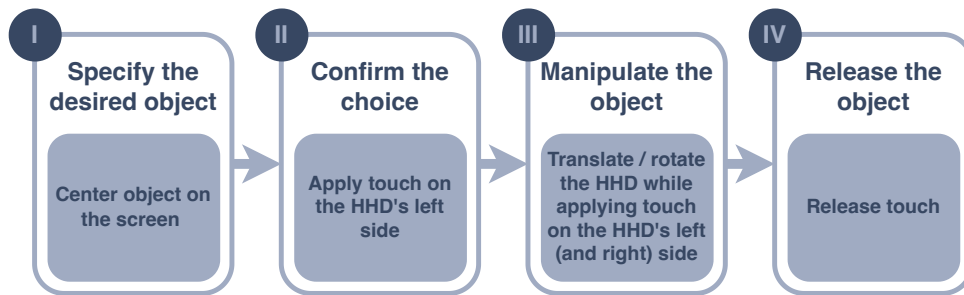 I
Specify the
desired object
Center object on
the screen
II
Confirm the
choice
Apply touch on
the HHD's left
side
III
Manipulate the
object
Translate / rotate
the HHD while
applying touch
on the HHD's left
(and right) side
IV
Release the
object
Release touch